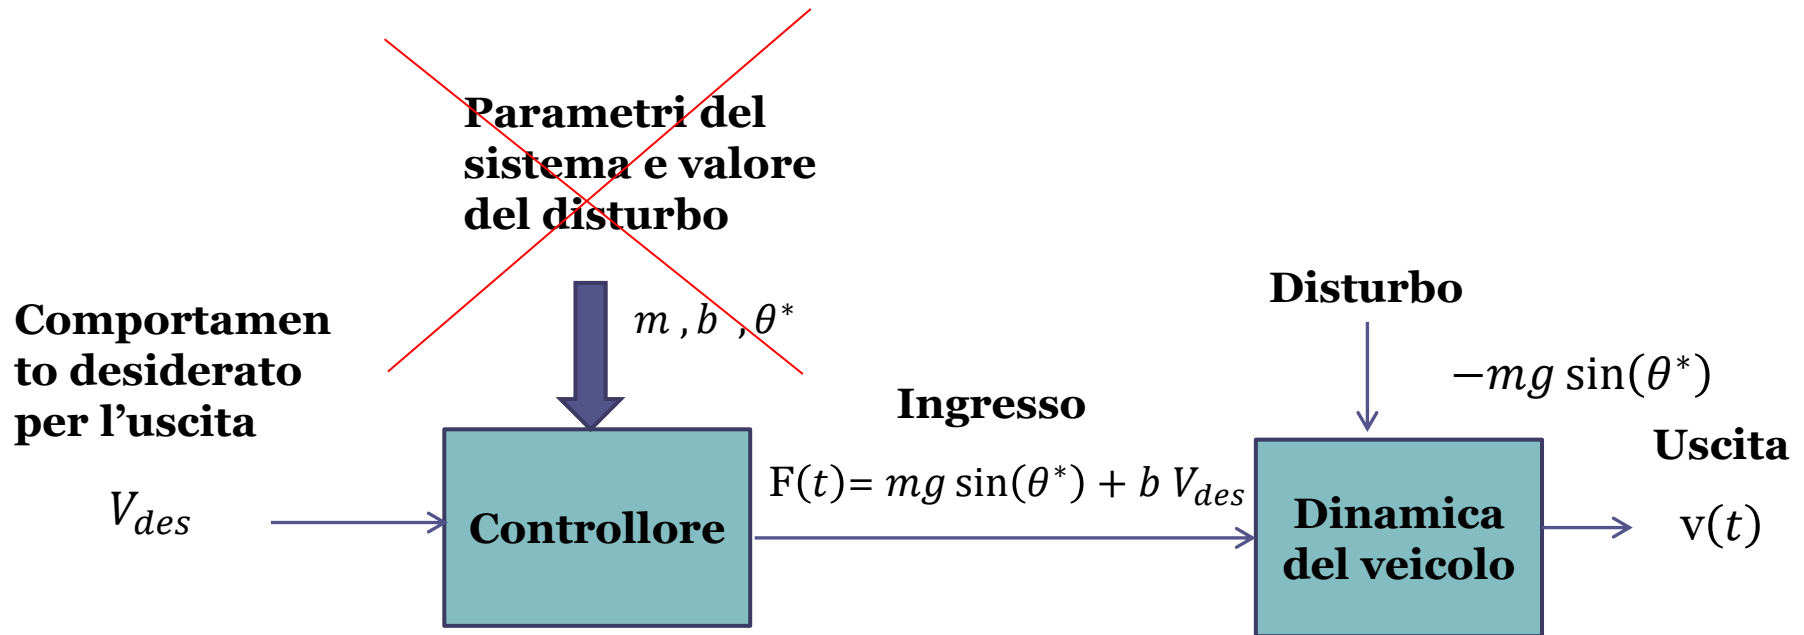 Parametri del
sistema e valore
del disturbo
m , b , θ*
Comportamen
to desiderato
per l’uscita
V_des
Controllore
Ingresso
F(t)= mg sin(θ*) + b V_des
Disturbo
−mg sin(θ*)
Dinamica
del veicolo
Uscita
v(t)